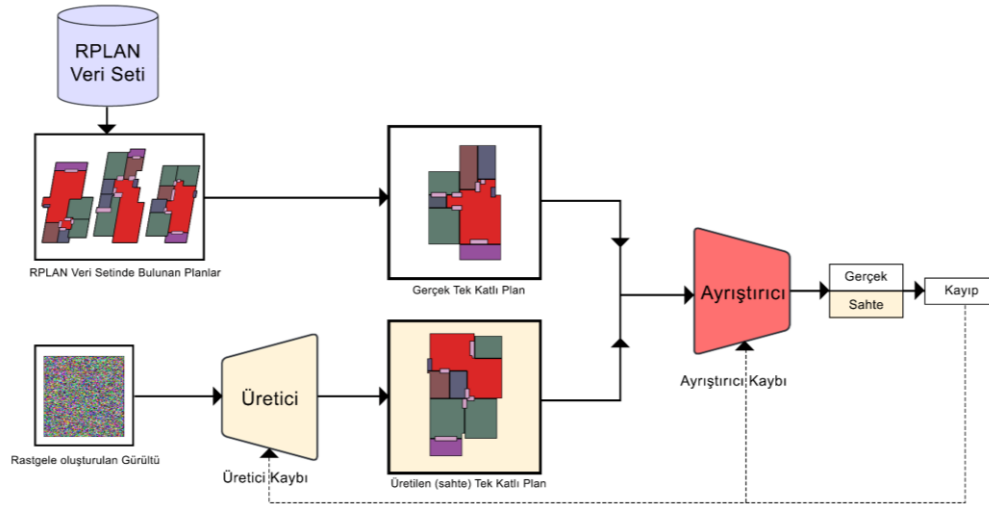 RPLAN
Veri Seti
RPLAN Veri Setinde Bulunan Planlar
Gerçek Tek Katlı Plan
Ayrıştırıcı
Gerçek
Sahte
Kayıp
Ayrıştırıcı Kaybı
Üretici
Rastgele oluşturulan Gürültü
Üretici Kaybı
Üretilen (sahte) Tek Katlı Plan